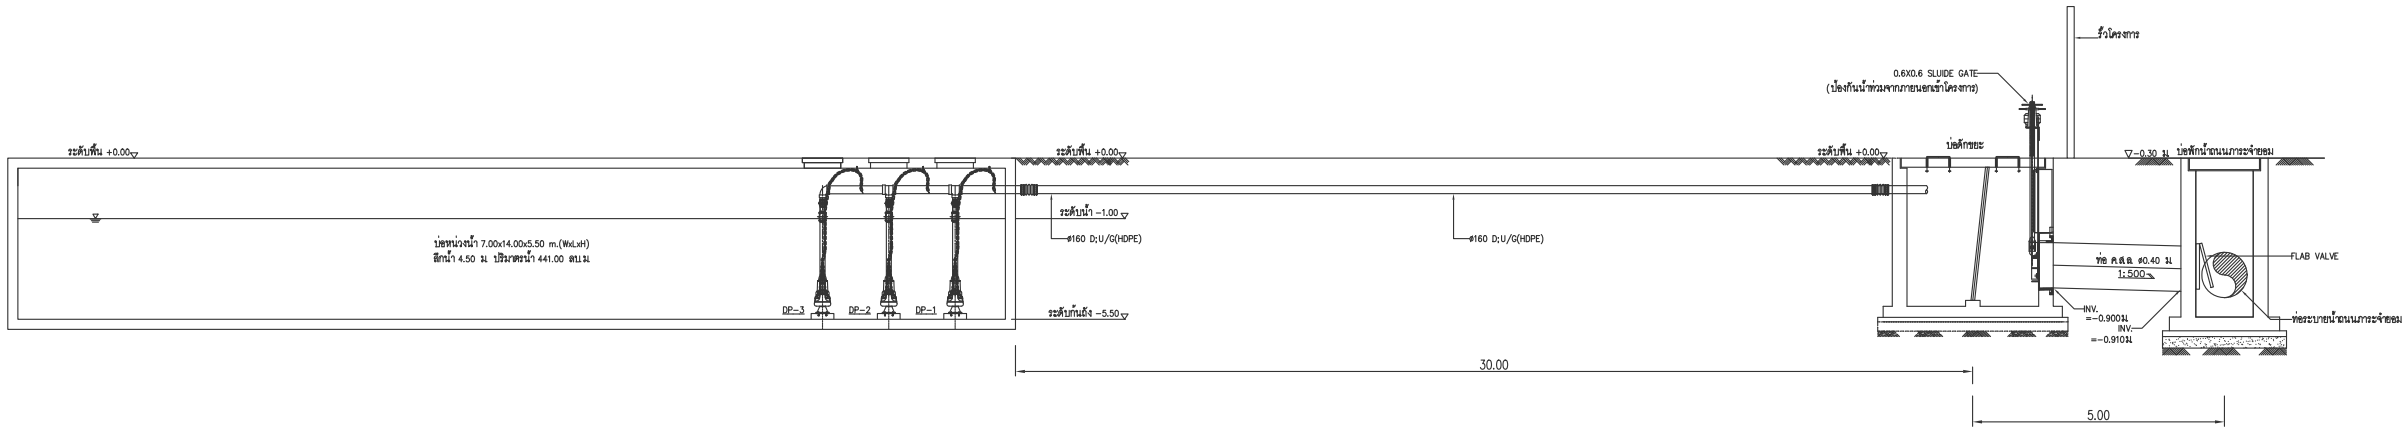 ริ้วโครงการ
0.6X0.6 SLUIDE GATE
(ป้องกันน้ำท่วมจากภายนอกเข้าโครงการ)
ระดับพื้น +0.00
ระดับพื้น +0.00
ระดับพื้น +0.00
บ่อดักขยะ
-0.30 ม.
บ่อพักน้ำถนนภาระจำยอม
ระดับน้ำ -1.00
ø160 D;U/G(HDPE)
ø160 D;U/G(HDPE)
บ่อหน่วงน้ำ 7.00x14.00x5.50 m.(WxLxH)
ลึกน้ำ 4.50 ม. ปริมาตรน้ำ 441.00 ลบ.ม.
ท่อ ค.ส.ล. ø0.40 ม.
1:500
FLAB VALVE
DP-3
DP-2
DP-1
ระดับก้นถัง -5.50
INV.
=-0.900ม.
INV.
=-0.910ม.
ท่อระบายน้ำถนนภาระจำยอม
30.00
5.00